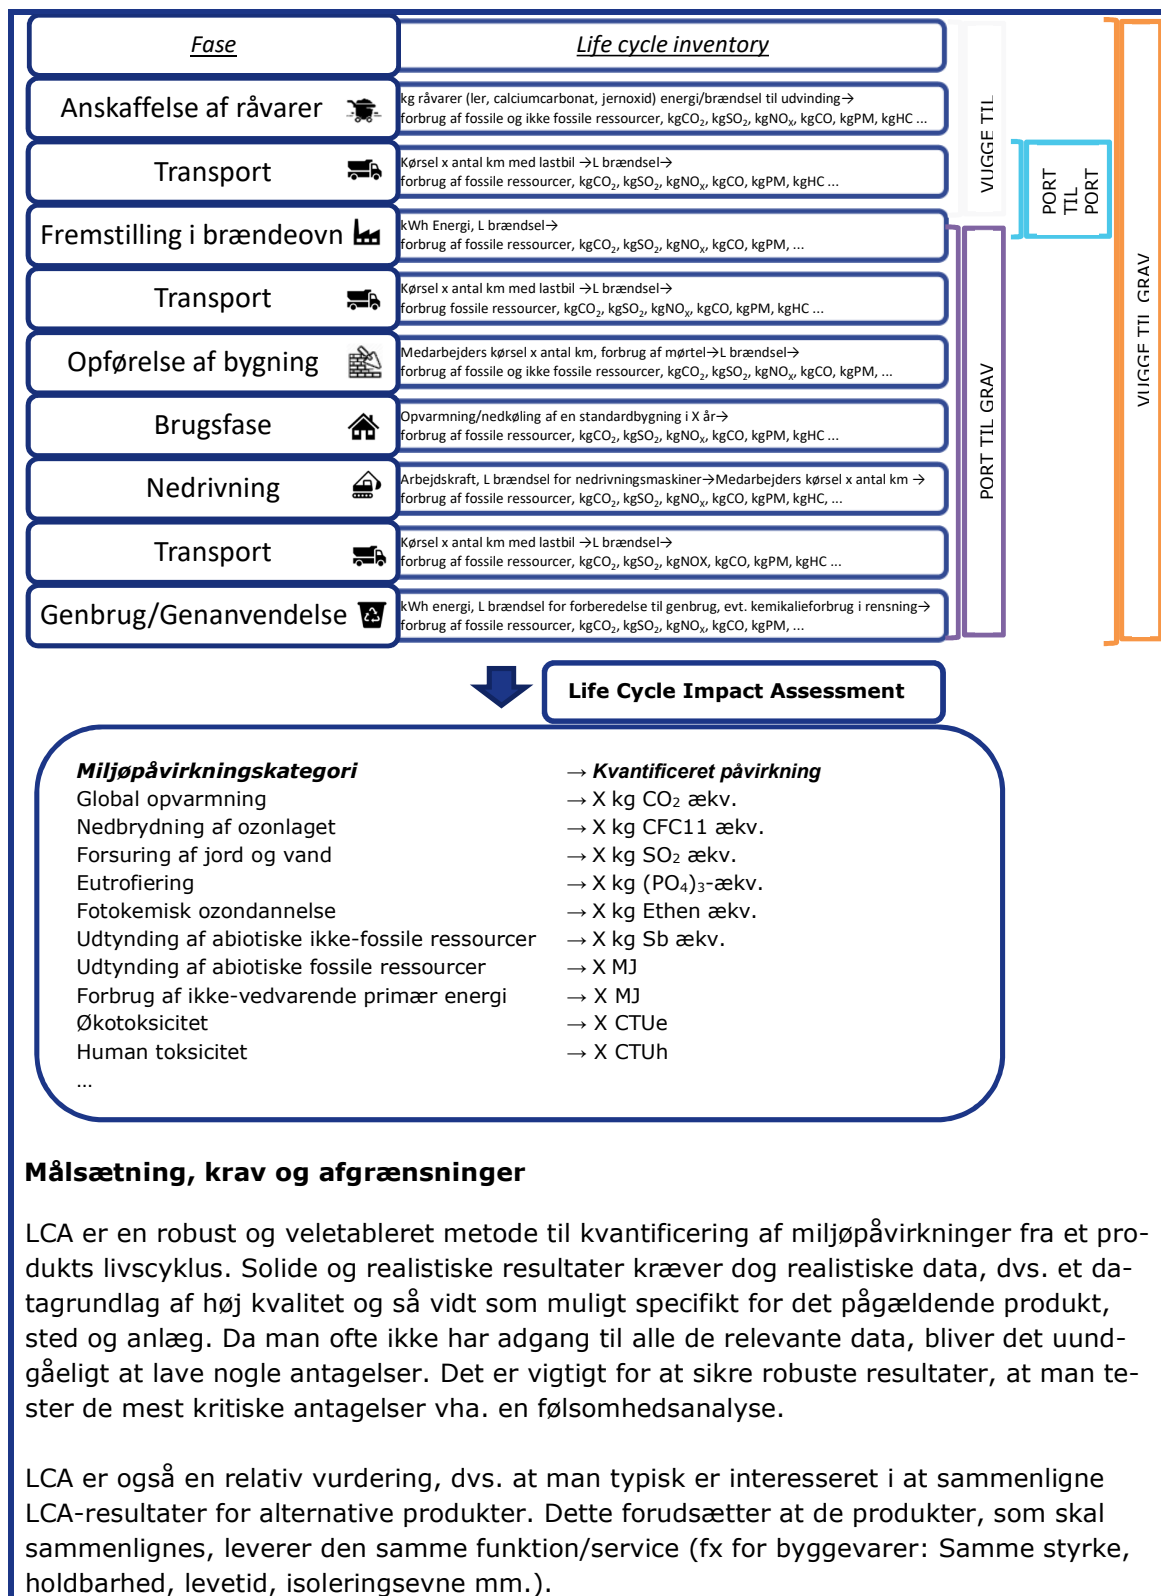 Fase
Life cycle inventory
Anskaffelse af råvarer
kg råvarer (ler, calciumcarbonat, jernoxid) energi/brændsel til udvinding→
forbrug af fossile og ikke fossile ressourcer, kgCO₂, kgSO₂, kgNOₓ, kgCO, kgPM, kgHC ...
Transport
Kørsel x antal km med lastbil →L brændsel→
forbrug af fossile ressourcer, kgCO₂, kgSO₂, kgNOₓ, kgCO, kgPM, kgHC ...
Fremstilling i brændeovn
kWh Energi, L brændsel→
forbrug af fossile ressourcer, kgCO₂, kgSO₂, kgNOₓ, kgCO, kgPM, ...
Transport
Kørsel x antal km med lastbil →L brændsel→
forbrug fossile ressourcer, kgCO₂, kgSO₂, kgNOₓ, kgCO, kgPM, kgHC ...
Opførelse af bygning
Medarbejders kørsel x antal km, forbrug af mørtel→L brændsel→
forbrug af fossile og ikke fossile ressourcer, kgCO₂, kgSO₂, kgNOₓ, kgCO, kgPM, ...
Brugsfase
Opvarmning/nedkøling af en standardbygning i X år→
forbrug af fossile ressourcer, kgCO₂, kgSO₂, kgNOₓ, kgCO, kgPM, kgHC ...
Nedrivning
Arbejdskraft, L brændsel for nedrivningsmaskiner→Medarbejders kørsel x antal km →
forbrug af fossile ressourcer, kgCO₂, kgSO₂, kgNOₓ, kgCO, kgPM, kgHC, ...
Transport
Kørsel x antal km med lastbil →L brændsel→
forbrug af fossile ressourcer, kgCO₂, kgSO₂, kgNOX, kgCO, kgPM, kgHC ...
Genbrug/Genanvendelse
kWh energi, L brændsel for forberedelse til genbrug, evt. kemikalieforbrug i rensning→
forbrug af fossile ressourcer, kgCO₂, kgSO₂, kgNOₓ, kgCO, kgPM, ...
VUGGE TIL
PORT
TIL
PORT
PORT TIL GRAV
VUGGE TIL GRAV
Life Cycle Impact Assessment
Miljøpåvirkningskategori → Kvantificeret påvirkning
Global opvarmning → X kg CO₂ ækv.
Nedbrydning af ozonlaget → X kg CFC11 ækv.
Forsuring af jord og vand → X kg SO₂ ækv.
Eutrofiering → X kg (PO₄)₃-ækv.
Fotokemisk ozondannelse → X kg Ethen ækv.
Udtynding af abiotiske ikke-fossile ressourcer → X kg Sb ækv.
Udtynding af abiotiske fossile ressourcer → X MJ
Forbrug af ikke-vedvarende primær energi → X MJ
Økotoksicitet → X CTUe
Human toksicitet → X CTUh
...
Målsætning, krav og afgrænsninger
LCA er en robust og veletableret metode til kvantificering af miljøpåvirkninger fra et pro-
dukts livscyklus. Solide og realistiske resultater kræver dog realistiske data, dvs. et da-
tagrundlag af høj kvalitet og så vidt som muligt specifikt for det pågældende produkt,
sted og anlæg. Da man ofte ikke har adgang til alle de relevante data, bliver det uund-
gåeligt at lave nogle antagelser. Det er vigtigt for at sikre robuste resultater, at man te-
ster de mest kritiske antagelser vha. en følsomhedsanalyse.
LCA er også en relativ vurdering, dvs. at man typisk er interesseret i at sammenligne
LCA-resultater for alternative produkter. Dette forudsætter at de produkter, som skal
sammenlignes, leverer den samme funktion/service (fx for byggevarer: Samme styrke,
holdbarhed, levetid, isoleringsevne mm.).